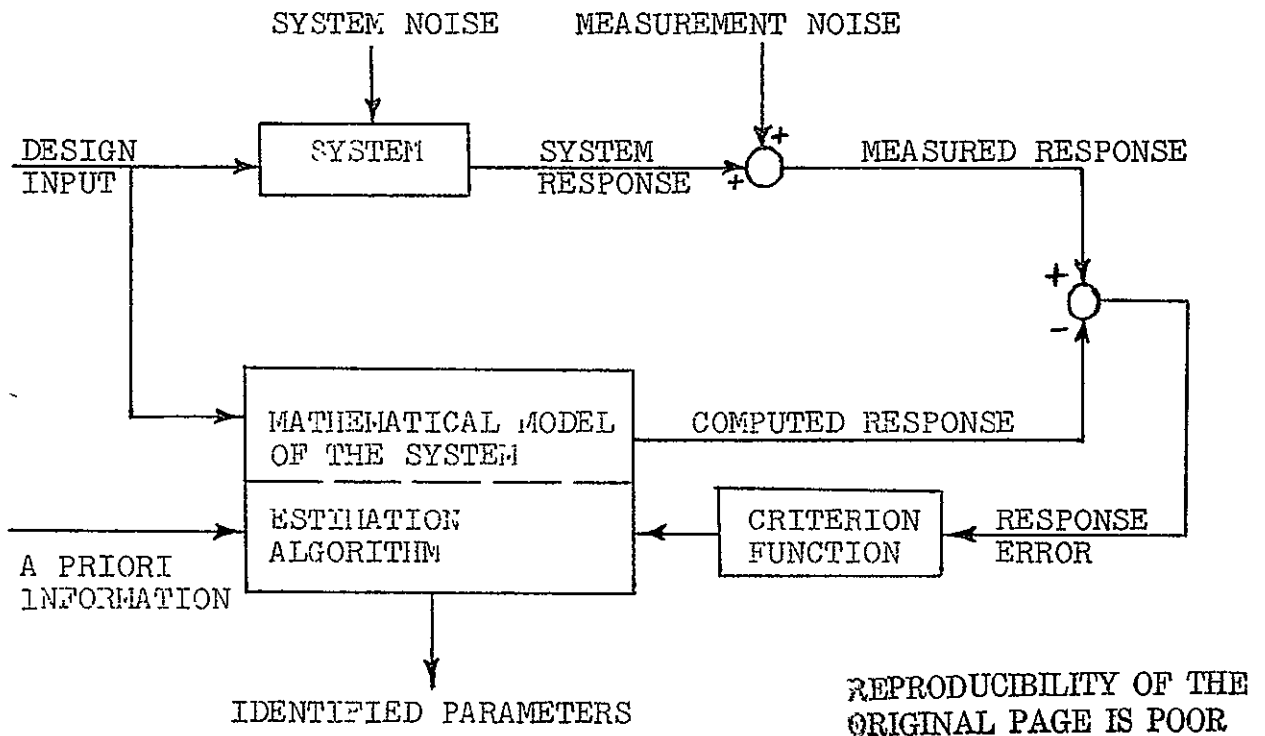 SYSTEM NOISE
MEASUREMENT NOISE
DESIGN
INPUT
SYSTEM
SYSTEM
RESPONSE
+
+
MEASURED RESPONSE
+
-
MATHEMATICAL MODEL
OF THE SYSTEM
COMPUTED RESPONSE
ESTIMATION
ALGORITHM
CRITERION
FUNCTION
RESPONSE
ERROR
A PRIORI
INFORMATION
IDENTIFIED PARAMETERS
REPRODUCIBILITY OF THE
ORIGINAL PAGE IS POOR